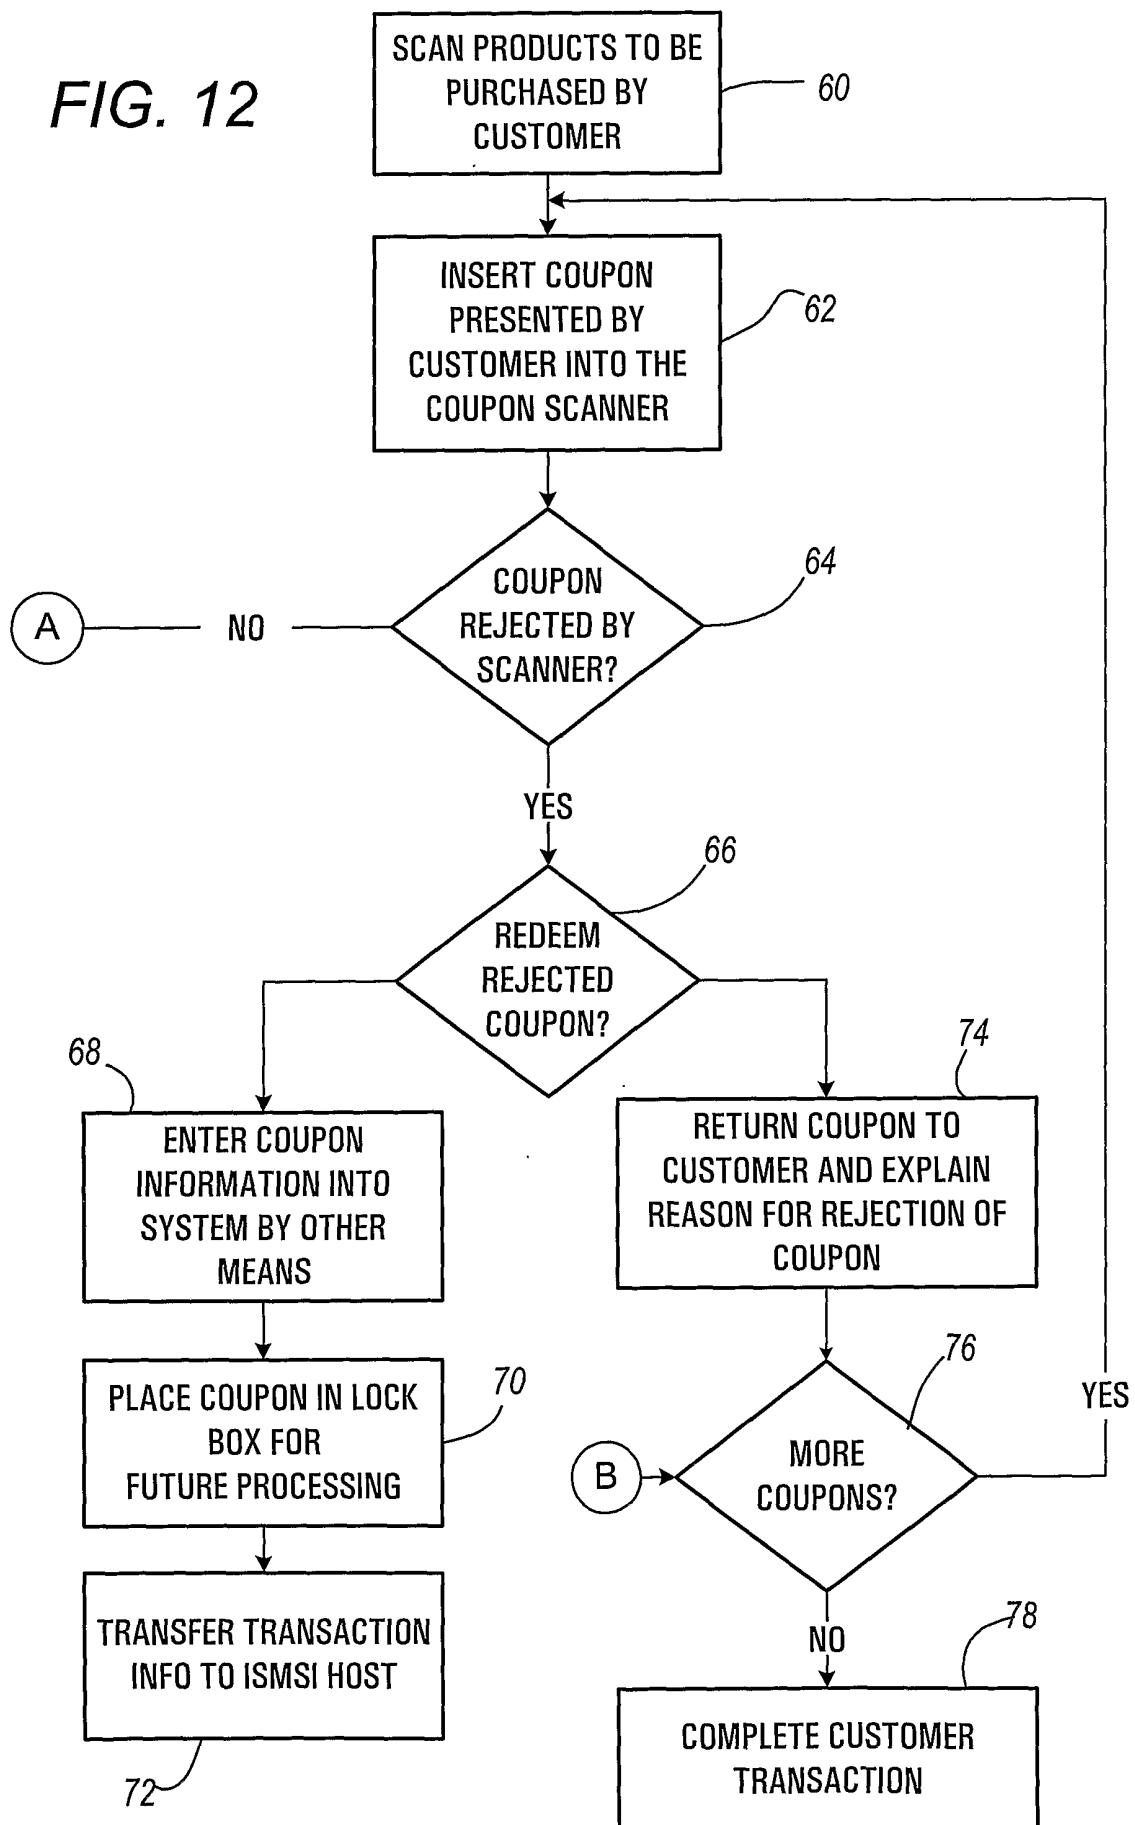 FIG. 12
SCAN PRODUCTS TO BE
PURCHASED BY
CUSTOMER
60
INSERT COUPON
PRESENTED BY
CUSTOMER INTO THE
COUPON SCANNER
62
COUPON
REJECTED BY
SCANNER?
64
A
NO
YES
REDEEM
REJECTED
COUPON?
66
68
ENTER COUPON
INFORMATION INTO
SYSTEM BY OTHER
MEANS
74
RETURN COUPON TO
CUSTOMER AND EXPLAIN
REASON FOR REJECTION OF
COUPON
PLACE COUPON IN LOCK
BOX FOR
FUTURE PROCESSING
70
B
MORE
COUPONS?
76
YES
TRANSFER TRANSACTION
INFO TO ISMSI HOST
72
NO
78
COMPLETE CUSTOMER
TRANSACTION